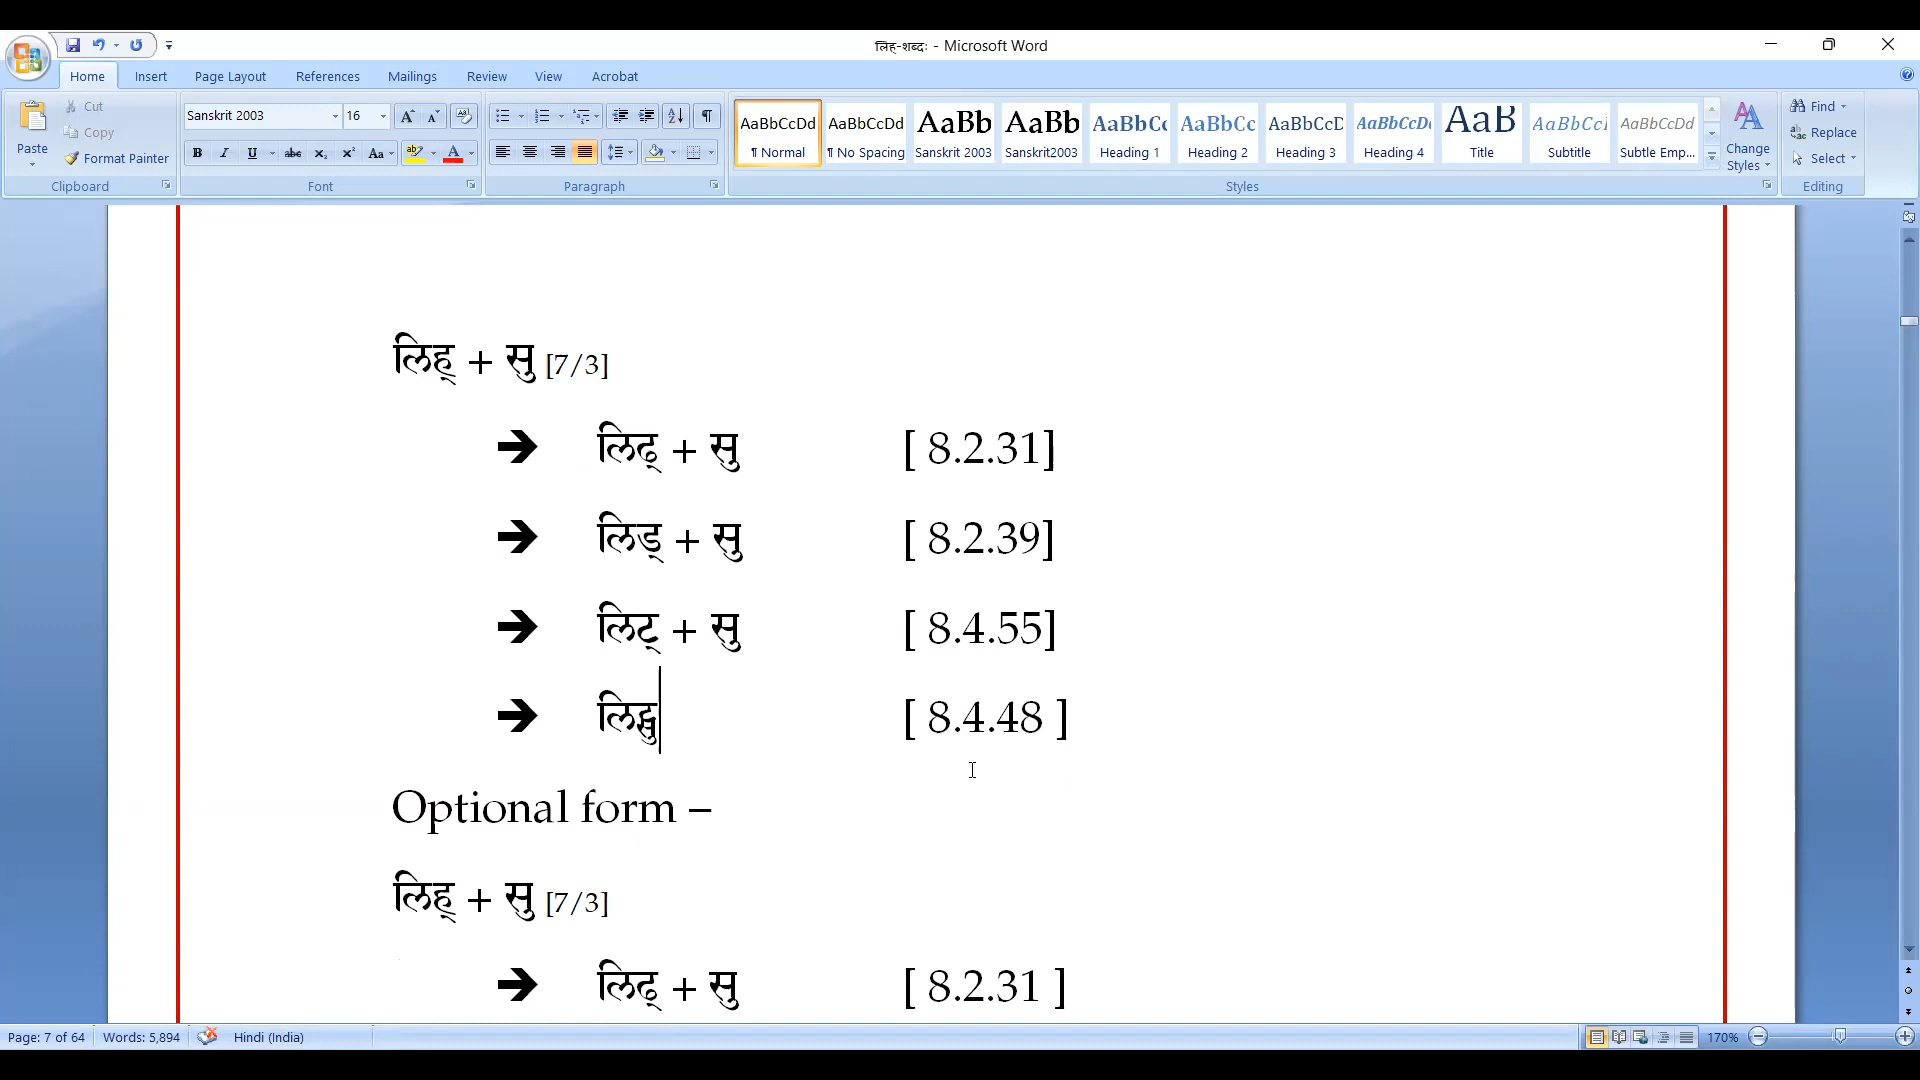 लिह्-शब्दः - Microsoft Word
Home Insert Page Layout References Mailings Review View Acrobat
Paste Cut Copy Format Painter
Sanskrit 2003 16
AaBbCcDd AaBbCcDd AaBb AaBb AaBbCc AaBbCc AaBbCcD AaBbCcD AaB AaBbCc AaBbCcDd
¶ Normal ¶ No Spacing Sanskrit 2003 Sanskrit2003 Heading 1 Heading 2 Heading 3 Heading 4 Title Subtitle Subtle Emp...
Change Styles
Find
Replace
Select
Clipboard Font Paragraph Styles Editing
लिह् + सु [7/3]
➔ लिढ् + सु [ 8.2.31]
➔ लिड् + सु [ 8.2.39]
➔ लिट् + सु [ 8.4.55]
➔ लिट्सु [ 8.4.48 ]
Optional form –
लिह् + सु [7/3]
➔ लिढ् + सु [ 8.2.31 ]
Page: 7 of 64 Words: 5,894 Hindi (India) 170%